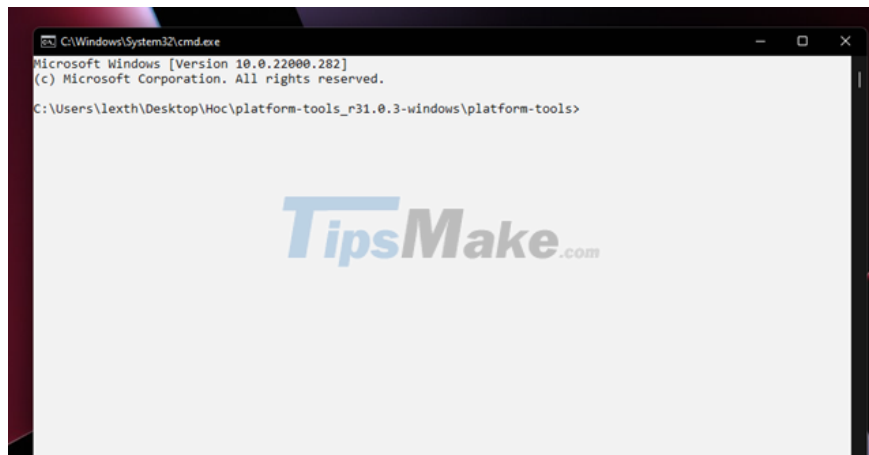 C:\Windows\System32\cmd.exe
Microsoft Windows [Version 10.0.22000.282]
(c) Microsoft Corporation. All rights reserved.
C:\Users\lexth\Desktop\Hoc\platform-tools_r31.0.3-windows\platform-tools>
TipsMake.com